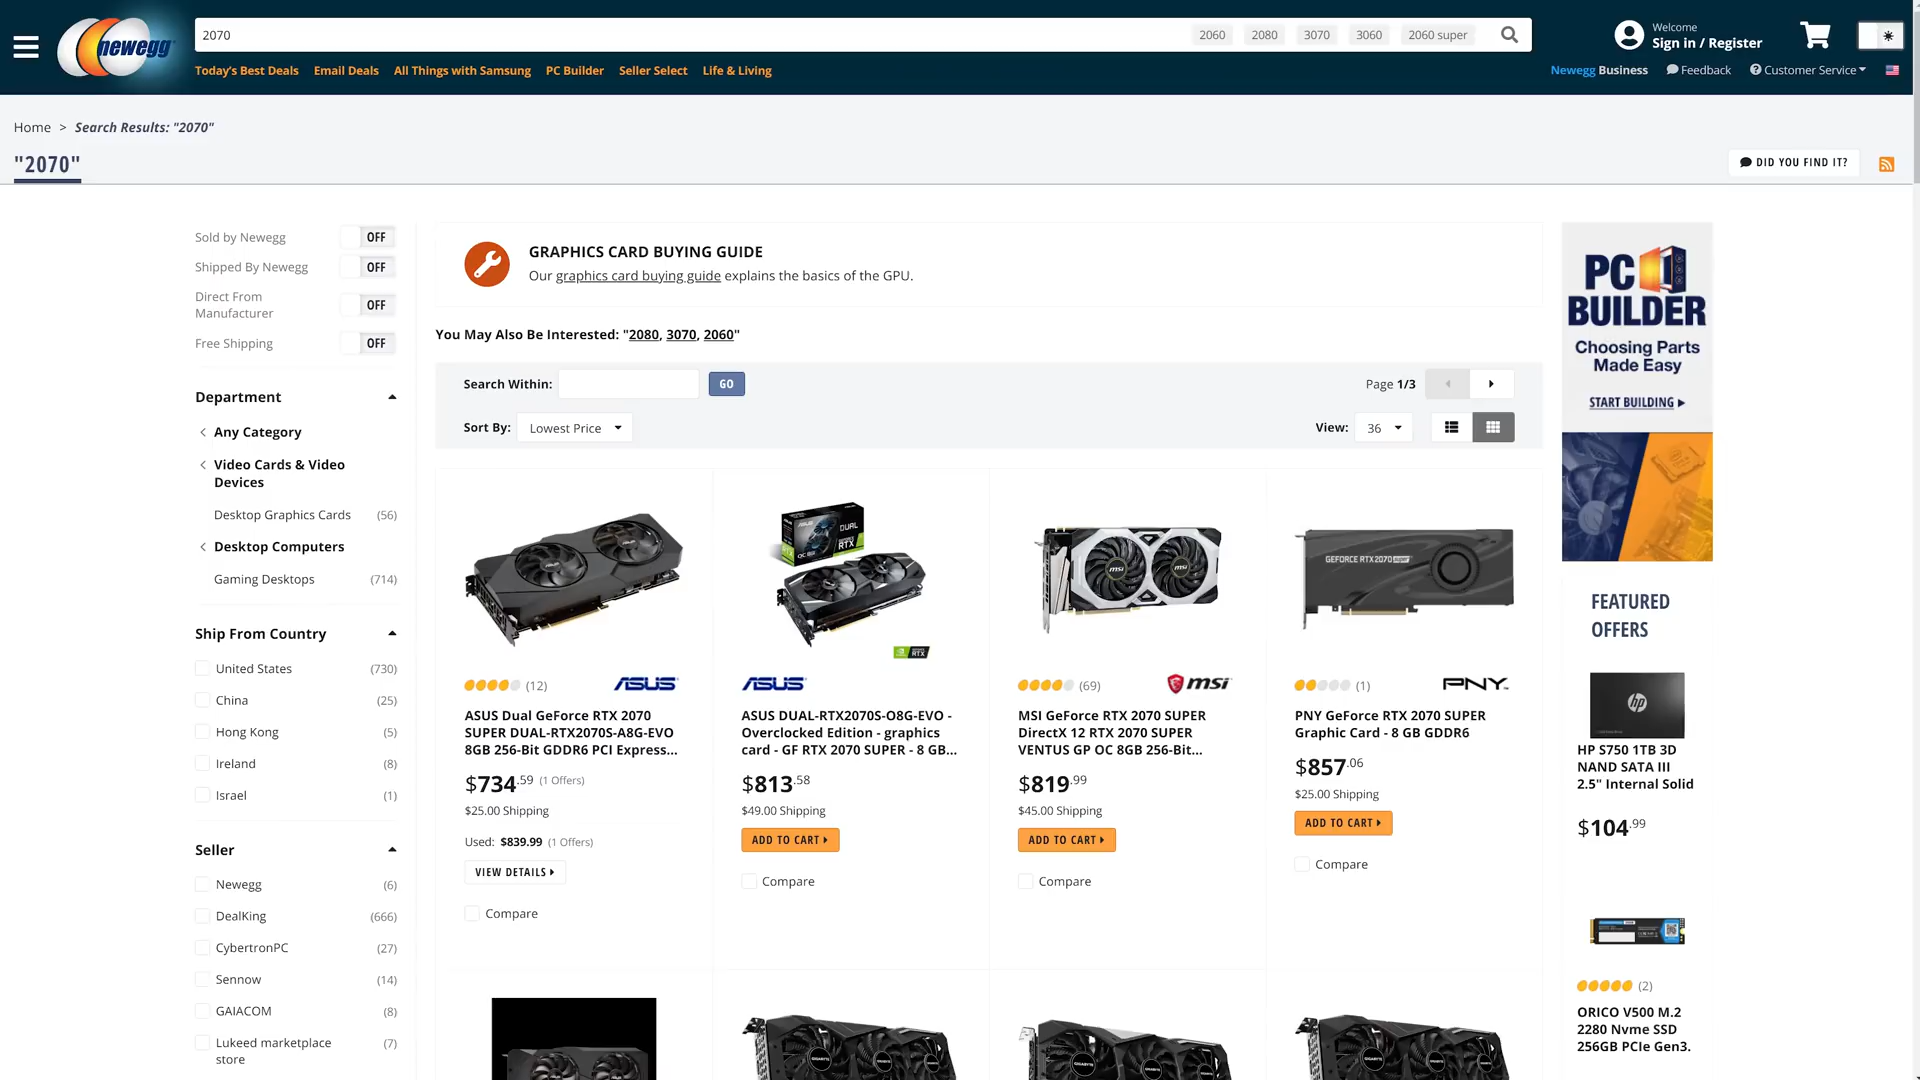 newegg
2070
2060
2080
3070
3060
2060 super
Welcome
Sign in / Register
Today's Best Deals
Email Deals
All Things with Samsung
PC Builder
Seller Select
Life & Living
Newegg Business
Feedback
Customer Service
Home > Search Results: "2070"
"2070"
DID YOU FIND IT?
Sold by Newegg OFF
Shipped By Newegg OFF
Direct From
Manufacturer OFF
Free Shipping OFF
Department
Any Category
Video Cards & Video
Devices
Desktop Graphics Cards (56)
Desktop Computers
Gaming Desktops (714)
Ship From Country
United States (730)
China (25)
Hong Kong (5)
Ireland (8)
Israel (1)
Seller
Newegg (6)
DealKing (666)
CybertronPC (27)
Sennow (14)
GAIACOM (8)
Lukeed marketplace
store (7)
GRAPHICS CARD BUYING GUIDE
Our graphics card buying guide explains the basics of the GPU.
You May Also Be Interested: "2080, 3070, 2060"
Search Within: GO
Page 1/3
Sort By: Lowest Price
View: 36
(12)
ASUS
ASUS Dual GeForce RTX 2070
SUPER DUAL-RTX2070S-A8G-EVO
8GB 256-Bit GDDR6 PCI Express...
$734.59 (1 Offers)
$25.00 Shipping
Used: $839.99 (1 Offers)
VIEW DETAILS
Compare
ASUS
ASUS DUAL-RTX2070S-O8G-EVO -
Overclocked Edition - graphics
card - GF RTX 2070 SUPER - 8 GB...
$813.58
$49.00 Shipping
ADD TO CART
Compare
(69)
msi
MSI GeForce RTX 2070 SUPER
DirectX 12 RTX 2070 SUPER
VENTUS GP OC 8GB 256-Bit...
$819.99
$45.00 Shipping
ADD TO CART
Compare
GEFORCE RTX 2070 SUPER
(1)
PNY
PNY GeForce RTX 2070 SUPER
Graphic Card - 8 GB GDDR6
$857.06
$25.00 Shipping
ADD TO CART
Compare
PC
BUILDER
Choosing Parts
Made Easy
START BUILDING
FEATURED
OFFERS
hp
HP S750 1TB 3D
NAND SATA III
2.5" Internal Solid
$104.99
(2)
ORICO V500 M.2
2280 Nvme SSD
256GB PCIe Gen3.